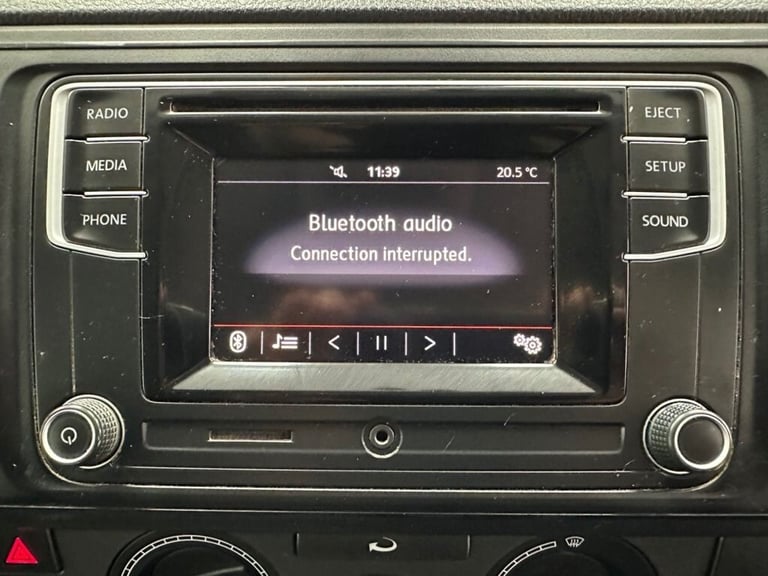 RADIO
MEDIA
PHONE
EJECT
SETUP
SOUND
11:39
20.5 °C
Bluetooth audio
Connection interrupted.